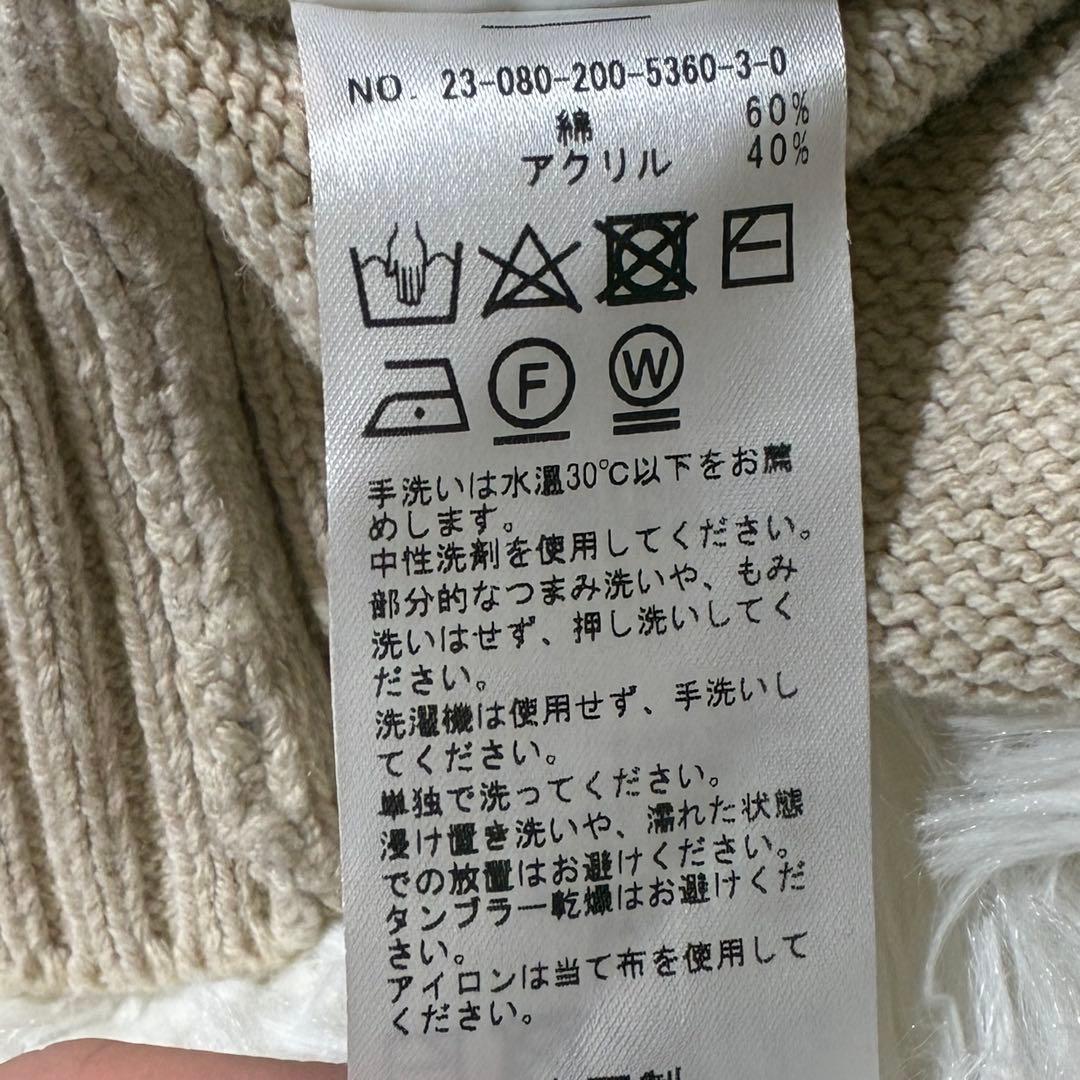 NO. 23-080-200-5360-3-0
綿 60%
アクリル 40%
F W
手洗いは水温30℃以下をお薦
めします。
中性洗剤を使用してください。
部分的なつまみ洗いや、もみ
洗いはせず、押し洗いしてく
ださい。
洗濯機は使用せず、手洗いし
てください。
単独で洗ってください。
浸け置き洗いや、濡れた状態
での放置はお避けください。
タンブラー乾燥はお避けくだ
さい。
アイロンは当て布を使用して
ください。